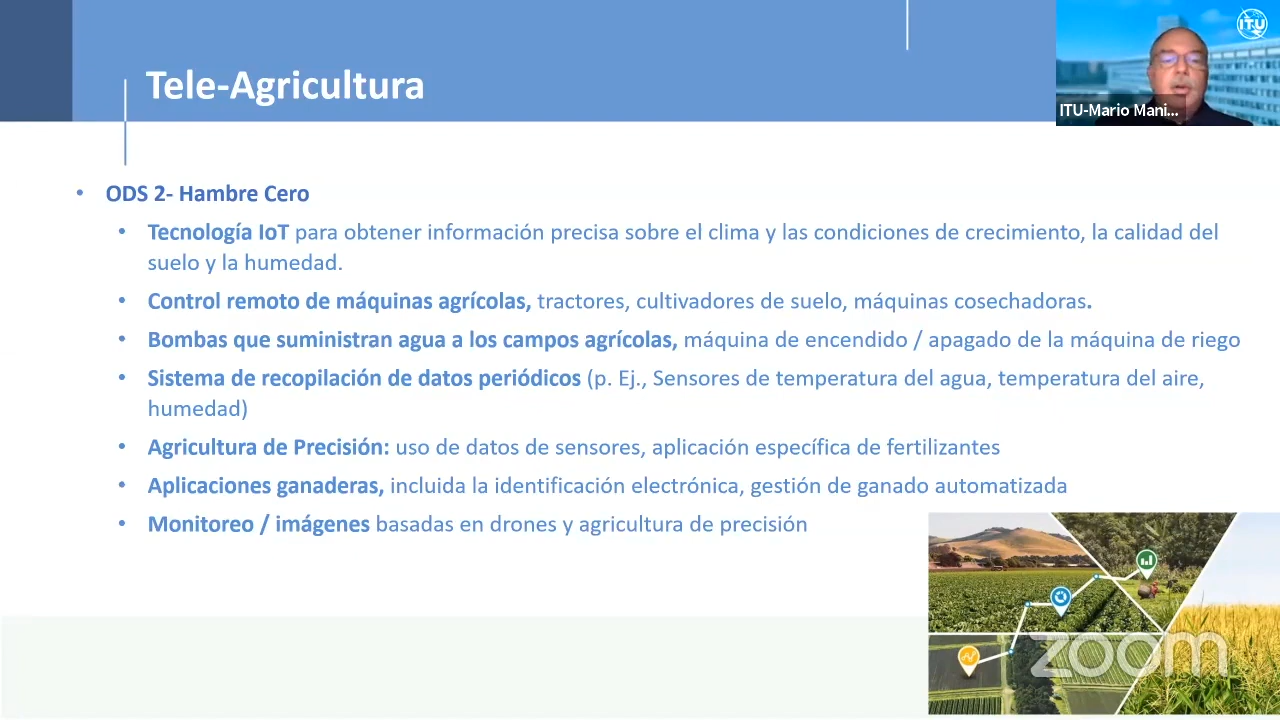 Tele-Agricultura
ITU
ITU-Mario Mani...
• ODS 2- Hambre Cero
• Tecnología IoT para obtener información precisa sobre el clima y las condiciones de crecimiento, la calidad del
suelo y la humedad.
• Control remoto de máquinas agrícolas, tractores, cultivadores de suelo, máquinas cosechadoras.
• Bombas que suministran agua a los campos agrícolas, máquina de encendido / apagado de la máquina de riego
• Sistema de recopilación de datos periódicos (p. Ej., Sensores de temperatura del agua, temperatura del aire,
humedad)
• Agricultura de Precisión: uso de datos de sensores, aplicación específica de fertilizantes
• Aplicaciones ganaderas, incluida la identificación electrónica, gestión de ganado automatizada
• Monitoreo / imágenes basadas en drones y agricultura de precisión
zoom